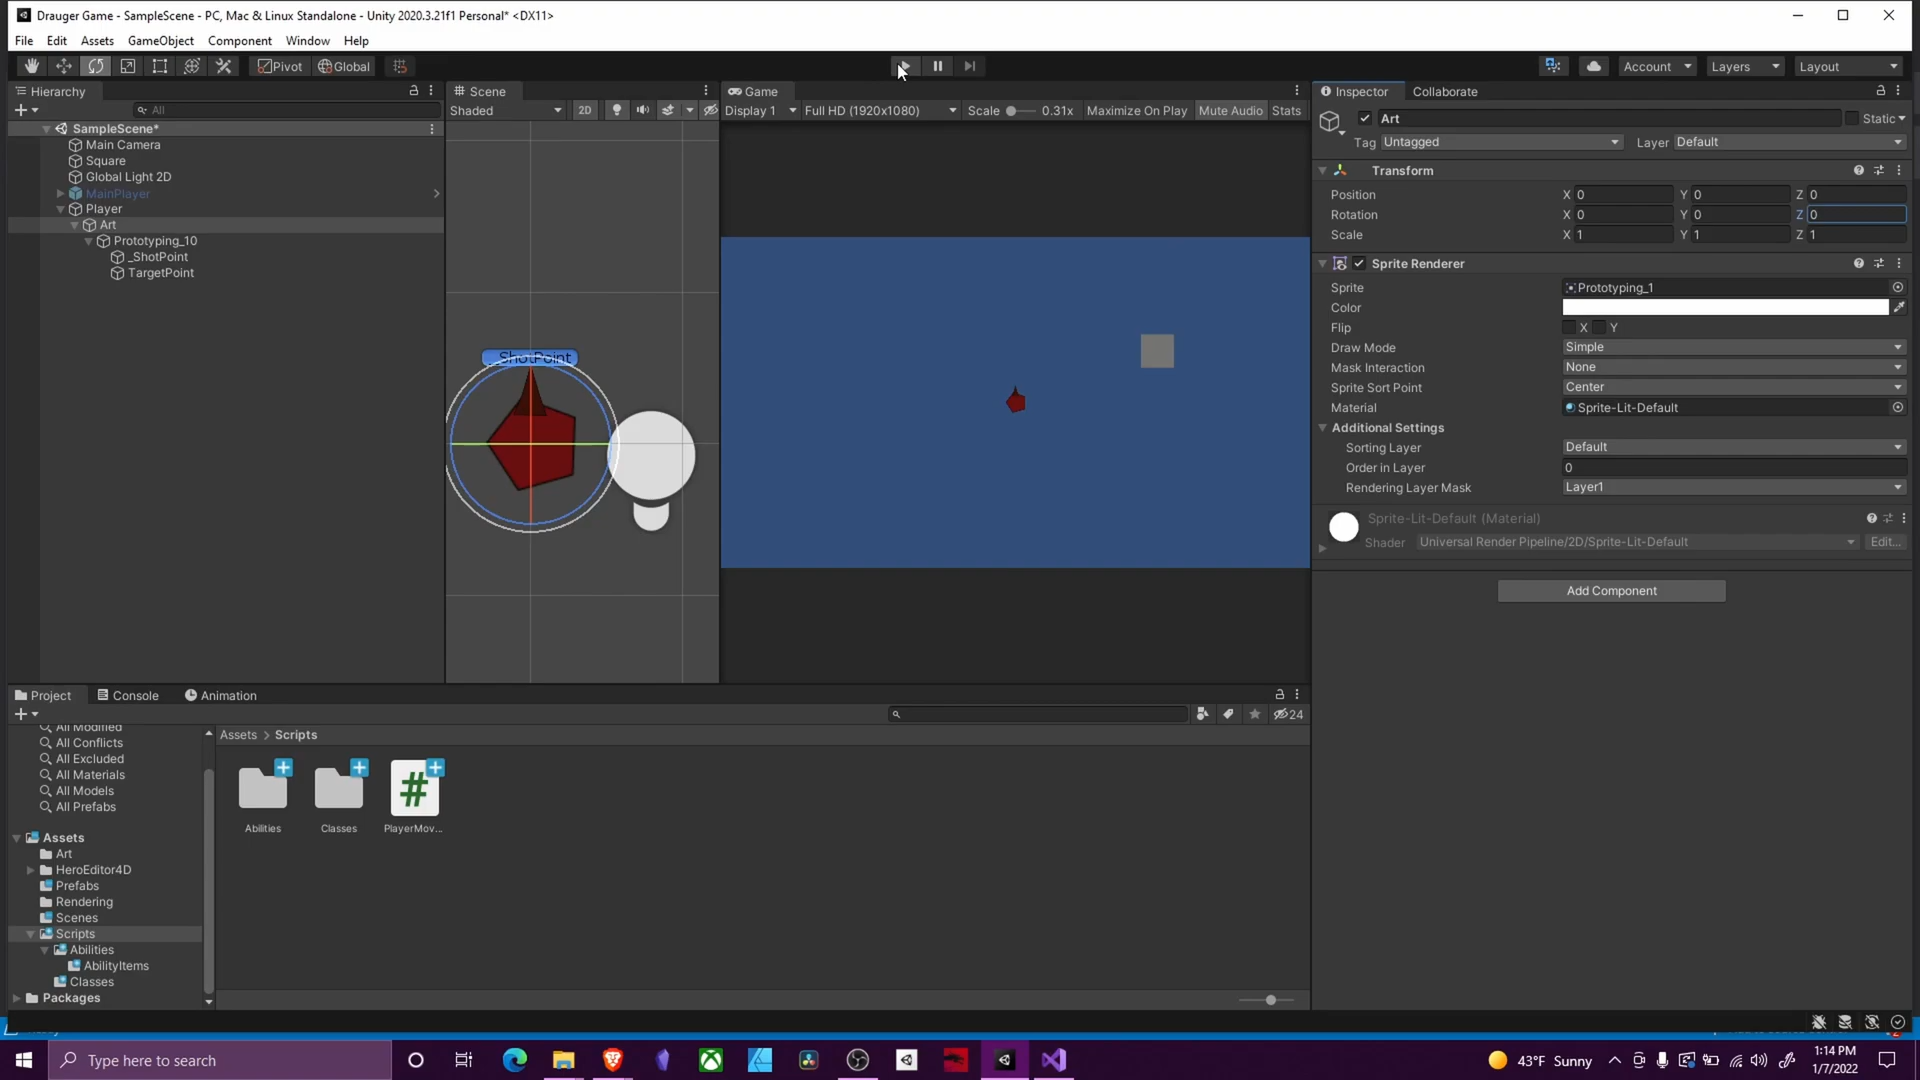 Drauger Game - SampleScene - PC, Mac & Linux Standalone - Unity 2020.3.21f1 Personal* <DX11>
File Edit Assets GameObject Component Window Help
Pivot Global Account Layers Layout
Hierarchy Scene Game Inspector Collaborate
All Shaded 2D Display 1 Full HD (1920x1080) Scale 0.31x Maximize On Play Mute Audio Stats
Art Static
Tag Untagged Layer Default
SampleScene*
Main Camera
Square
Global Light 2D
MainPlayer
Player
Art
Prototyping_10
_ShotPoint
TargetPoint
_ShotPoint
Transform
Position X 0 Y 0 Z 0
Rotation X 0 Y 0 Z 0
Scale X 1 Y 1 Z 1
Sprite Renderer
Sprite Prototyping_1
Color
Flip X Y
Draw Mode Simple
Mask Interaction None
Sprite Sort Point Center
Material Sprite-Lit-Default
Additional Settings
Sorting Layer Default
Order in Layer 0
Rendering Layer Mask Layer1
Sprite-Lit-Default (Material)
Shader Universal Render Pipeline/2D/Sprite-Lit-Default Edit...
Add Component
Project Console Animation
24
All Modified
All Conflicts
All Excluded
All Materials
All Models
All Prefabs
Assets
Art
HeroEditor4D
Prefabs
Rendering
Scenes
Scripts
Abilities
AbilityItems
Classes
Packages
Assets > Scripts
Abilities Classes PlayerMov...
Type here to search
43°F Sunny
1:14 PM
1/7/2022